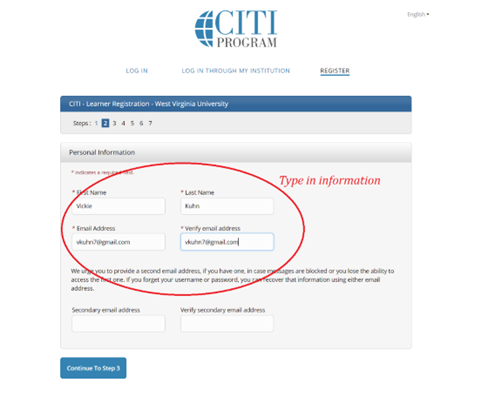 CITI
PROGRAM
English
LOG IN
LOG IN THROUGH MY INSTITUTION
REGISTER
CITI - Learner Registration - West Virginia University
Steps: 1 2 3 4 5 6 7
Personal Information
* indicates a required field.
Type in information
* First Name
* Last Name
Vickie
Kuhn
* Email Address
* Verify email address
vkuhn7@gmail.com
vkuhn7@gmail.com
We urge you to provide a second email address, if you have one, in case messages are blocked or you lose the ability to
access the first one. If you forget your username or password, you can recover that information using either email
address.
Secondary email address
Verify secondary email address
Continue To Step 3